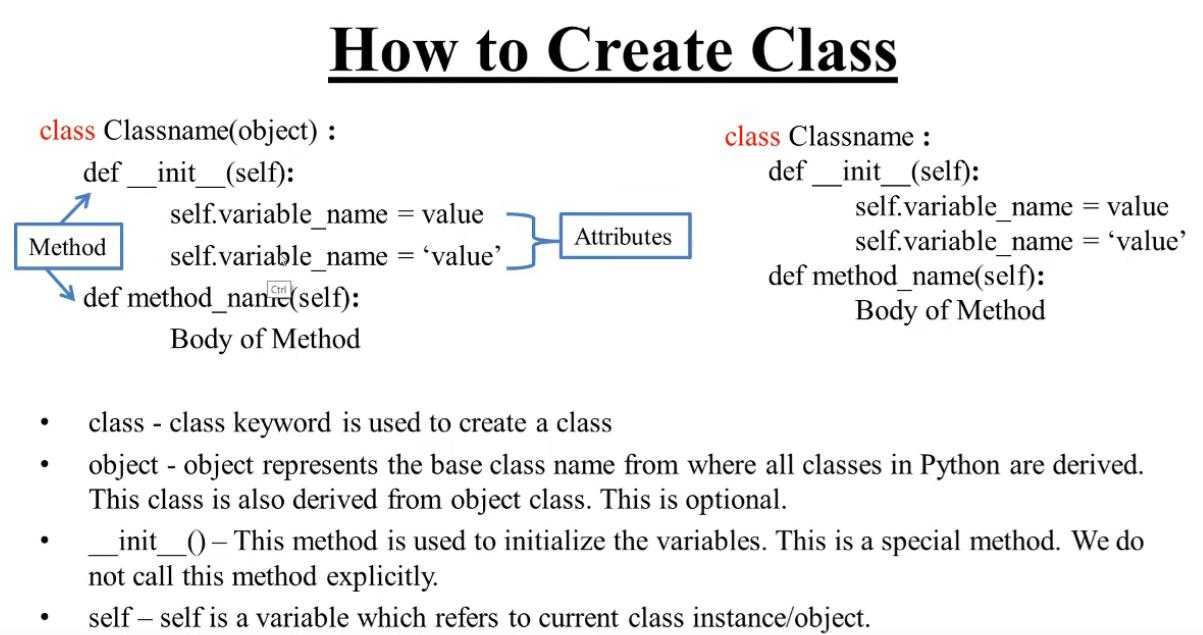 How to Create Class
class Classname(object) :
def __init__(self):
self.variable_name = value
self.variable_name = ‘value’
def method_name(self):
Body of Method
Method
Attributes
Ctrl
class Classname :
def __init__(self):
self.variable_name = value
self.variable_name = ‘value’
def method_name(self):
Body of Method
• class - class keyword is used to create a class
• object - object represents the base class name from where all classes in Python are derived.
This class is also derived from object class. This is optional.
• __init__() – This method is used to initialize the variables. This is a special method. We do
not call this method explicitly.
• self – self is a variable which refers to current class instance/object.